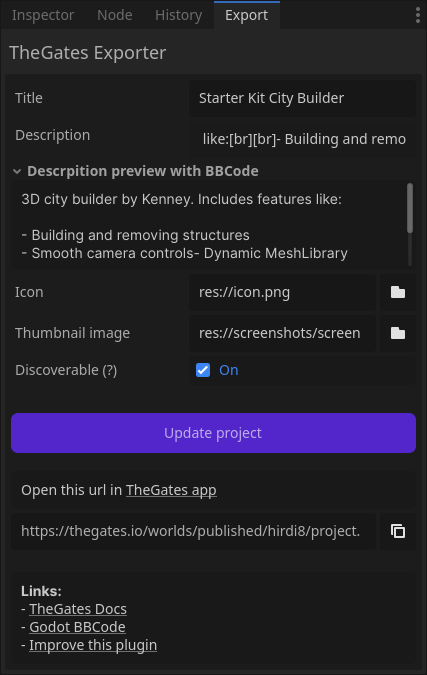 Inspector Node History Export
TheGates Exporter
Title Starter Kit City Builder
Description like:[br][br]- Building and remo
Descrpition preview with BBCode
3D city builder by Kenney. Includes features like:
- Building and removing structures
- Smooth camera controls- Dynamic MeshLibrary
Icon res://icon.png
Thumbnail image res://screenshots/screen
Discoverable (?) On
Update project
Open this url in TheGates app
https://thegates.io/worlds/published/hirdi8/project.
Links:
- TheGates Docs
- Godot BBCode
- Improve this plugin